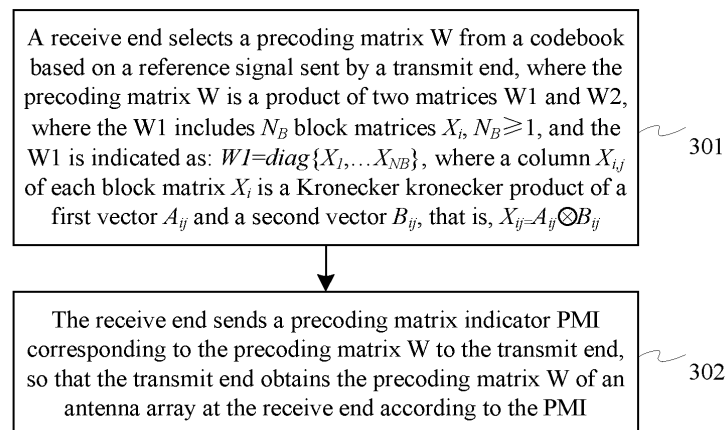 A receive end selects a precoding matrix W from a codebook
based on a reference signal sent by a transmit end, where the
precoding matrix W is a product of two matrices W1 and W2,
where the W1 includes N_B block matrices X_i, N_B≥1, and the
W1 is indicated as: W1=diag{X_1,…X_NB}, where a column X_i,j
of each block matrix X_i is a Kronecker kronecker product of a
first vector A_ij and a second vector B_ij, that is, X_ij=A_ij⊗B_ij
301
The receive end sends a precoding matrix indicator PMI
corresponding to the precoding matrix W to the transmit end,
so that the transmit end obtains the precoding matrix W of an
antenna array at the receive end according to the PMI
302